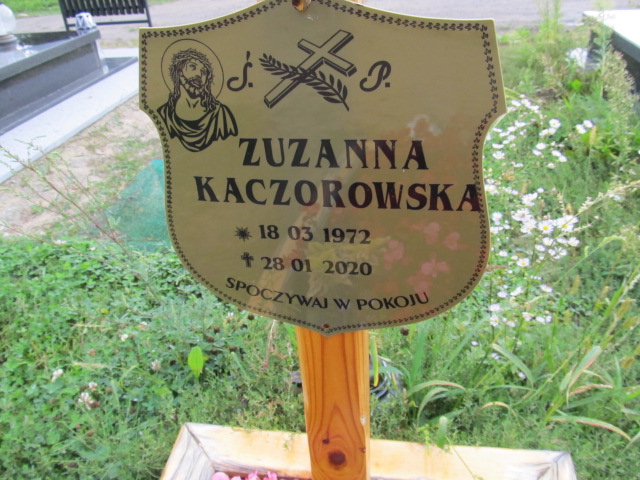 Ś. P.
ZUZANNA
KACZOROWSKA
18 03 1972
28 01 2020
SPOCZYWAJ W POKOJU